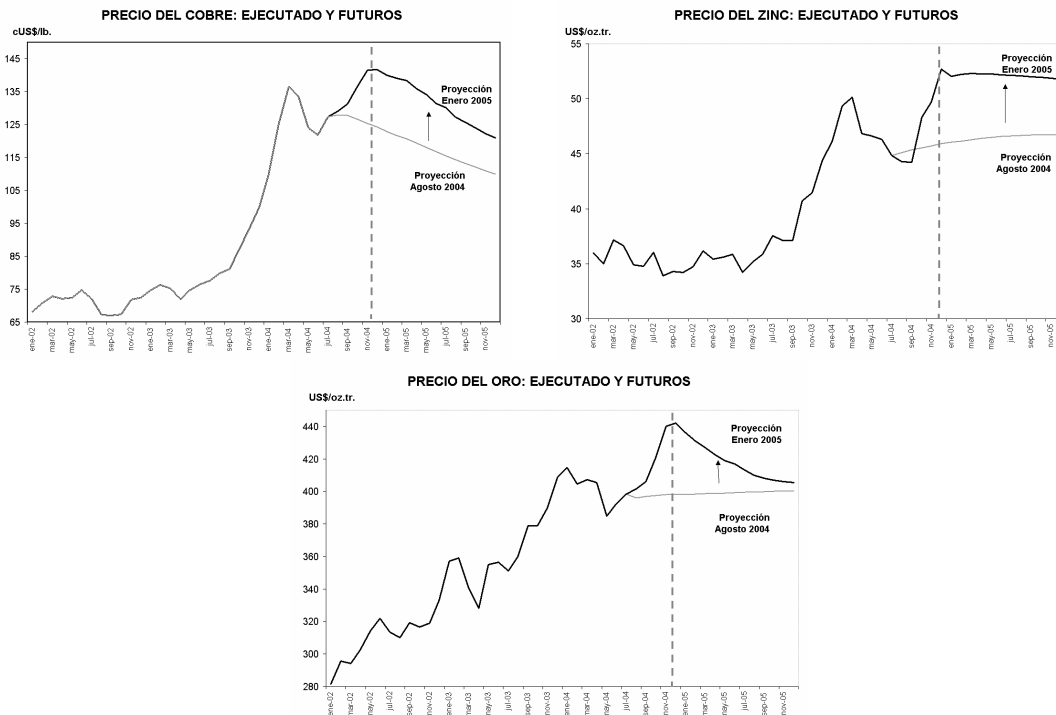 PRECIO DEL COBRE: EJECUTADO Y FUTUROS
cUS$/lb.
145
135
125
115
105
95
85
75
65
Proyección
Enero 2005
Proyección
Agosto 2004
ene-02
mar-02
may-02
jul-02
sep-02
nov-02
ene-03
mar-03
may-03
jul-03
sep-03
nov-03
ene-04
mar-04
may-04
jul-04
sep-04
nov-04
ene-05
mar-05
may-05
jul-05
sep-05
nov-05
PRECIO DEL ZINC: EJECUTADO Y FUTUROS
US$/oz.tr.
55
50
45
40
35
30
Proyección
Enero 2005
Proyección
Agosto 2004
ene-02
mar-02
may-02
jul-02
sep-02
nov-02
ene-03
mar-03
may-03
jul-03
sep-03
nov-03
ene-04
mar-04
may-04
jul-04
sep-04
nov-04
ene-05
mar-05
may-05
jul-05
sep-05
nov-05
PRECIO DEL ORO: EJECUTADO Y FUTUROS
US$/oz.tr.
440
420
400
380
360
340
320
300
280
Proyección
Enero 2005
Proyección
Agosto 2004
ene-02
mar-02
may-02
jul-02
sep-02
nov-02
ene-03
mar-03
may-03
jul-03
sep-03
nov-03
ene-04
mar-04
may-04
jul-04
sep-04
nov-04
ene-05
mar-05
may-05
jul-05
sep-05
nov-05